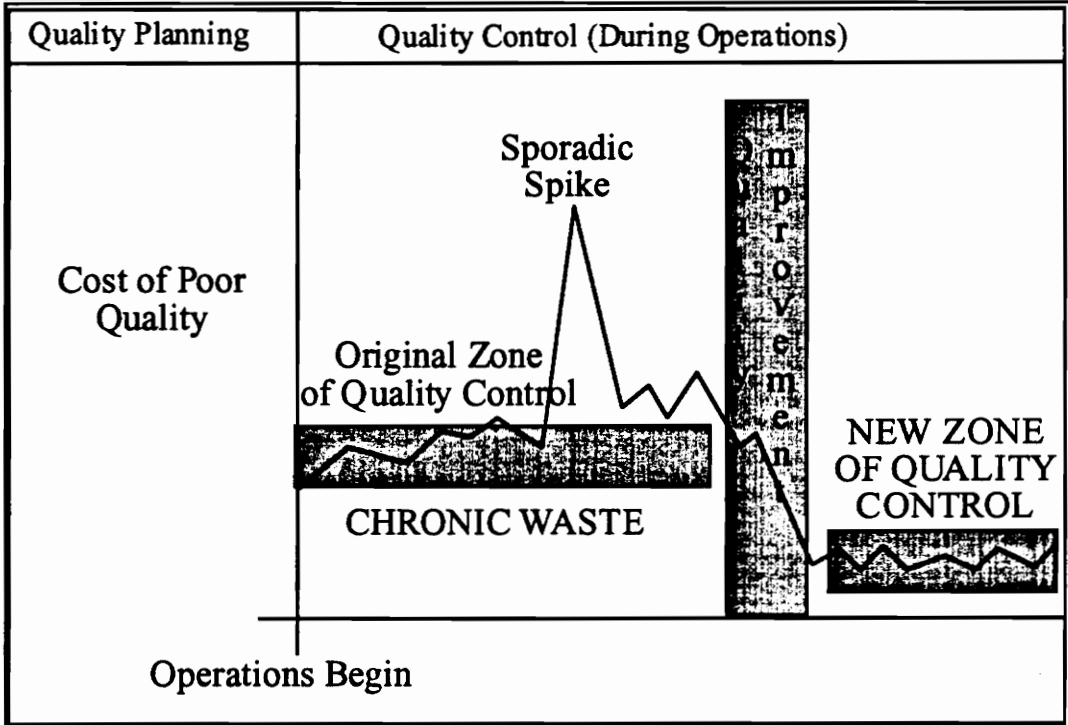 Quality Planning
Quality Control (During Operations)
Sporadic
Spike
Cost of Poor
Quality
Original Zone
of Quality Control
Improvement
NEW ZONE
OF QUALITY
CONTROL
CHRONIC WASTE
Operations Begin